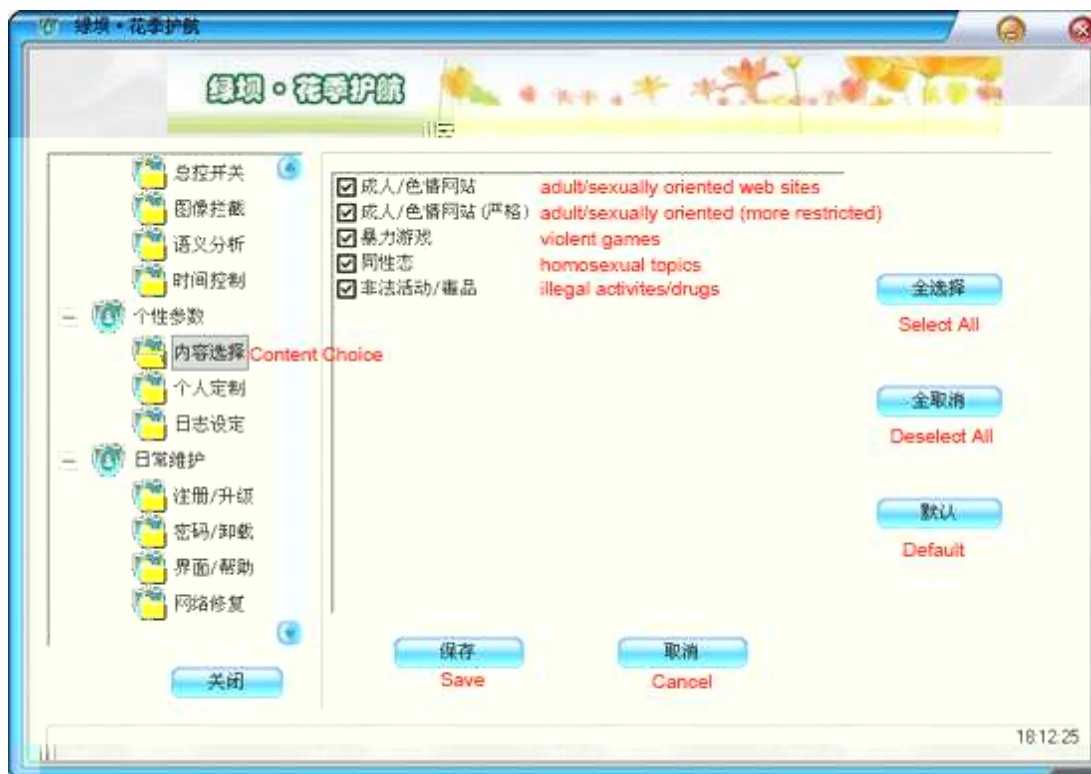 绿坝·花季护航
绿坝·花季护航
总控开关
图像拦截
语义分析
时间控制
个性参数
内容选择 Content Choice
个人定制
日志设定
日常维护
注册/升级
密码/卸载
界面/帮助
网络修复
关闭
成人/色情网站 adult/sexually oriented web sites
成人/色情网站(严格) adult/sexually oriented (more restricted)
暴力游戏 violent games
同性恋 homosexual topics
非法活动/毒品 illegal activites/drugs
全选择
Select All
全取消
Deselect All
默认
Default
保存
Save
取消
Cancel
18:12:25